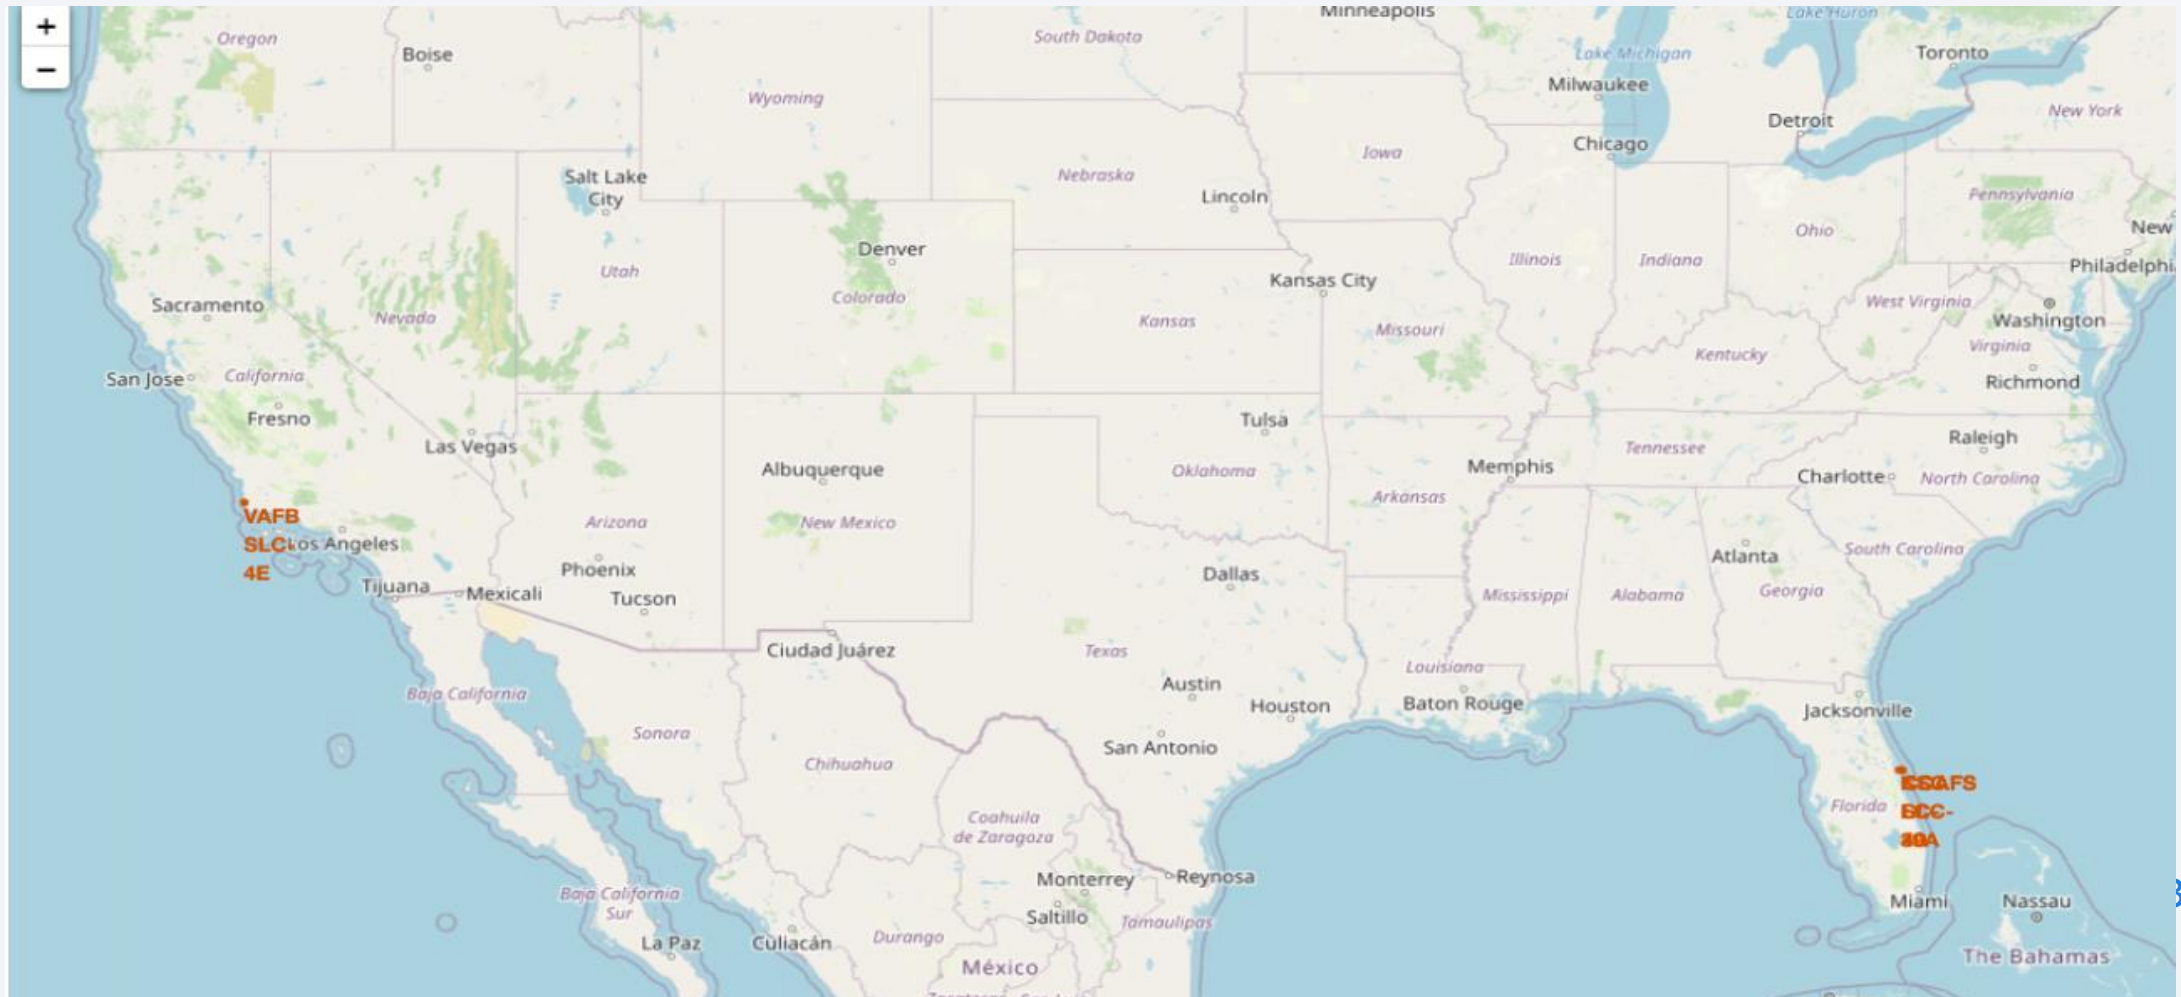 +
−
Minneapolis
Lake Huron
Oregon
South Dakota
Boise
Lake Michigan
Toronto
Milwaukee
Wyoming
New York
Detroit
Chicago
Iowa
Salt Lake
City
Nebraska
Lincoln
Pennsylvania
New
Ohio
Denver
Illinois
Indiana
Utah
Philadelphi
Kansas City
Colorado
Sacramento
West Virginia
Nevada
Kansas
Washington
Missouri
Virginia
Kentucky
San Jose
California
Richmond
Fresno
Tulsa
Las Vegas
Raleigh
Tennessee
Albuquerque
Oklahoma
Memphis
Charlotte
North Carolina
Arkansas
VAFB
SLC-
4E
Los Angeles
Arizona
New Mexico
South Carolina
Atlanta
Phoenix
Dallas
Tijuana
Mexicali
Tucson
Mississippi
Alabama
Georgia
Ciudad Juárez
Texas
Louisiana
Austin
Baja California
Houston
Baton Rouge
Jacksonville
Sonora
San Antonio
Chihuahua
Florida
Coahuila
de Zaragoza
Monterrey
Reynosa
Baja California
Sur
Miami
Nassau
Saltillo
Tamaulipas
La Paz
Culiacán
Durango
México
The Bahamas